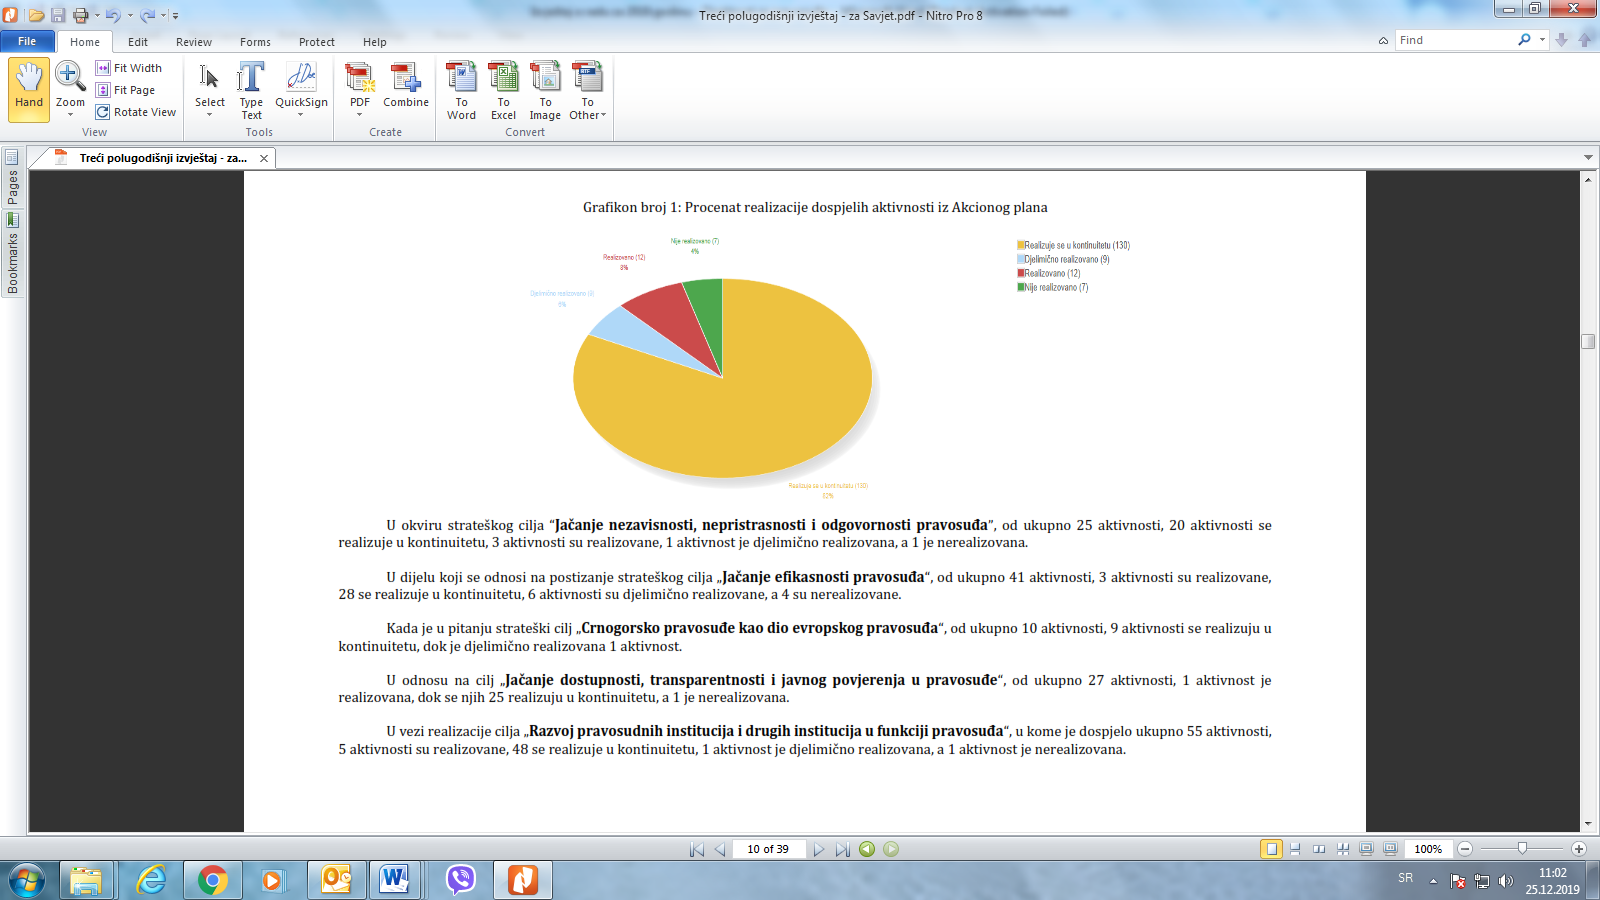 Treći polugodišnji izvještaj - za Savjet.pdf - Nitro Pro 8
File Home Edit Review Forms Protect Help
Find
Hand
Zoom
Fit Width
Fit Page
Rotate View
View
Select
Type Text
QuickSign
Tools
PDF
Combine
Create
To Word
To Excel
To Image
To Other
Convert
Treći polugodišnji izvještaj - za...
Pages
Bookmarks
Grafikon broj 1: Procenat realizacije dospjelih aktivnosti iz Akcionog plana
Nije realizovano (7)
4%
Realizovano (12)
8%
Djelimično realizovano (9)
6%
Realizuje se u kontinuitetu (130)
82%
Realizuje se u kontinuitetu (130)
Djelimično realizovano (9)
Realizovano (12)
Nije realizovano (7)
U okviru strateškog cilja “Jačanje nezavisnosti, nepristrasnosti i odgovornosti pravosuđa”, od ukupno 25 aktivnosti, 20 aktivnosti se
realizuje u kontinuitetu, 3 aktivnosti su realizovane, 1 aktivnost je djelimično realizovana, a 1 je nerealizovana.
U dijelu koji se odnosi na postizanje strateškog cilja „Jačanje efikasnosti pravosuđa“, od ukupno 41 aktivnosti, 3 aktivnosti su realizovane,
28 se realizuje u kontinuitetu, 6 aktivnosti su djelimično realizovane, a 4 su nerealizovane.
Kada je u pitanju strateški cilj „Crnogorsko pravosuđe kao dio evropskog pravosuđa“, od ukupno 10 aktivnosti, 9 aktivnosti se realizuju u
kontinuitetu, dok je djelimično realizovana 1 aktivnost.
U odnosu na cilj „Jačanje dostupnosti, transparentnosti i javnog povjerenja u pravosuđe“, od ukupno 27 aktivnosti, 1 aktivnost je
realizovana, dok se njih 25 realizuju u kontinuitetu, a 1 je nerealizovana.
U vezi realizacije cilja „Razvoj pravosudnih institucija i drugih institucija u funkciji pravosuđa“, u kome je dospjelo ukupno 55 aktivnosti,
5 aktivnosti su realizovane, 48 se realizuje u kontinuitetu, 1 aktivnost je djelimično realizovana, a 1 aktivnost je nerealizovana.
10 of 39
100%
SR
11:02
25.12.2019